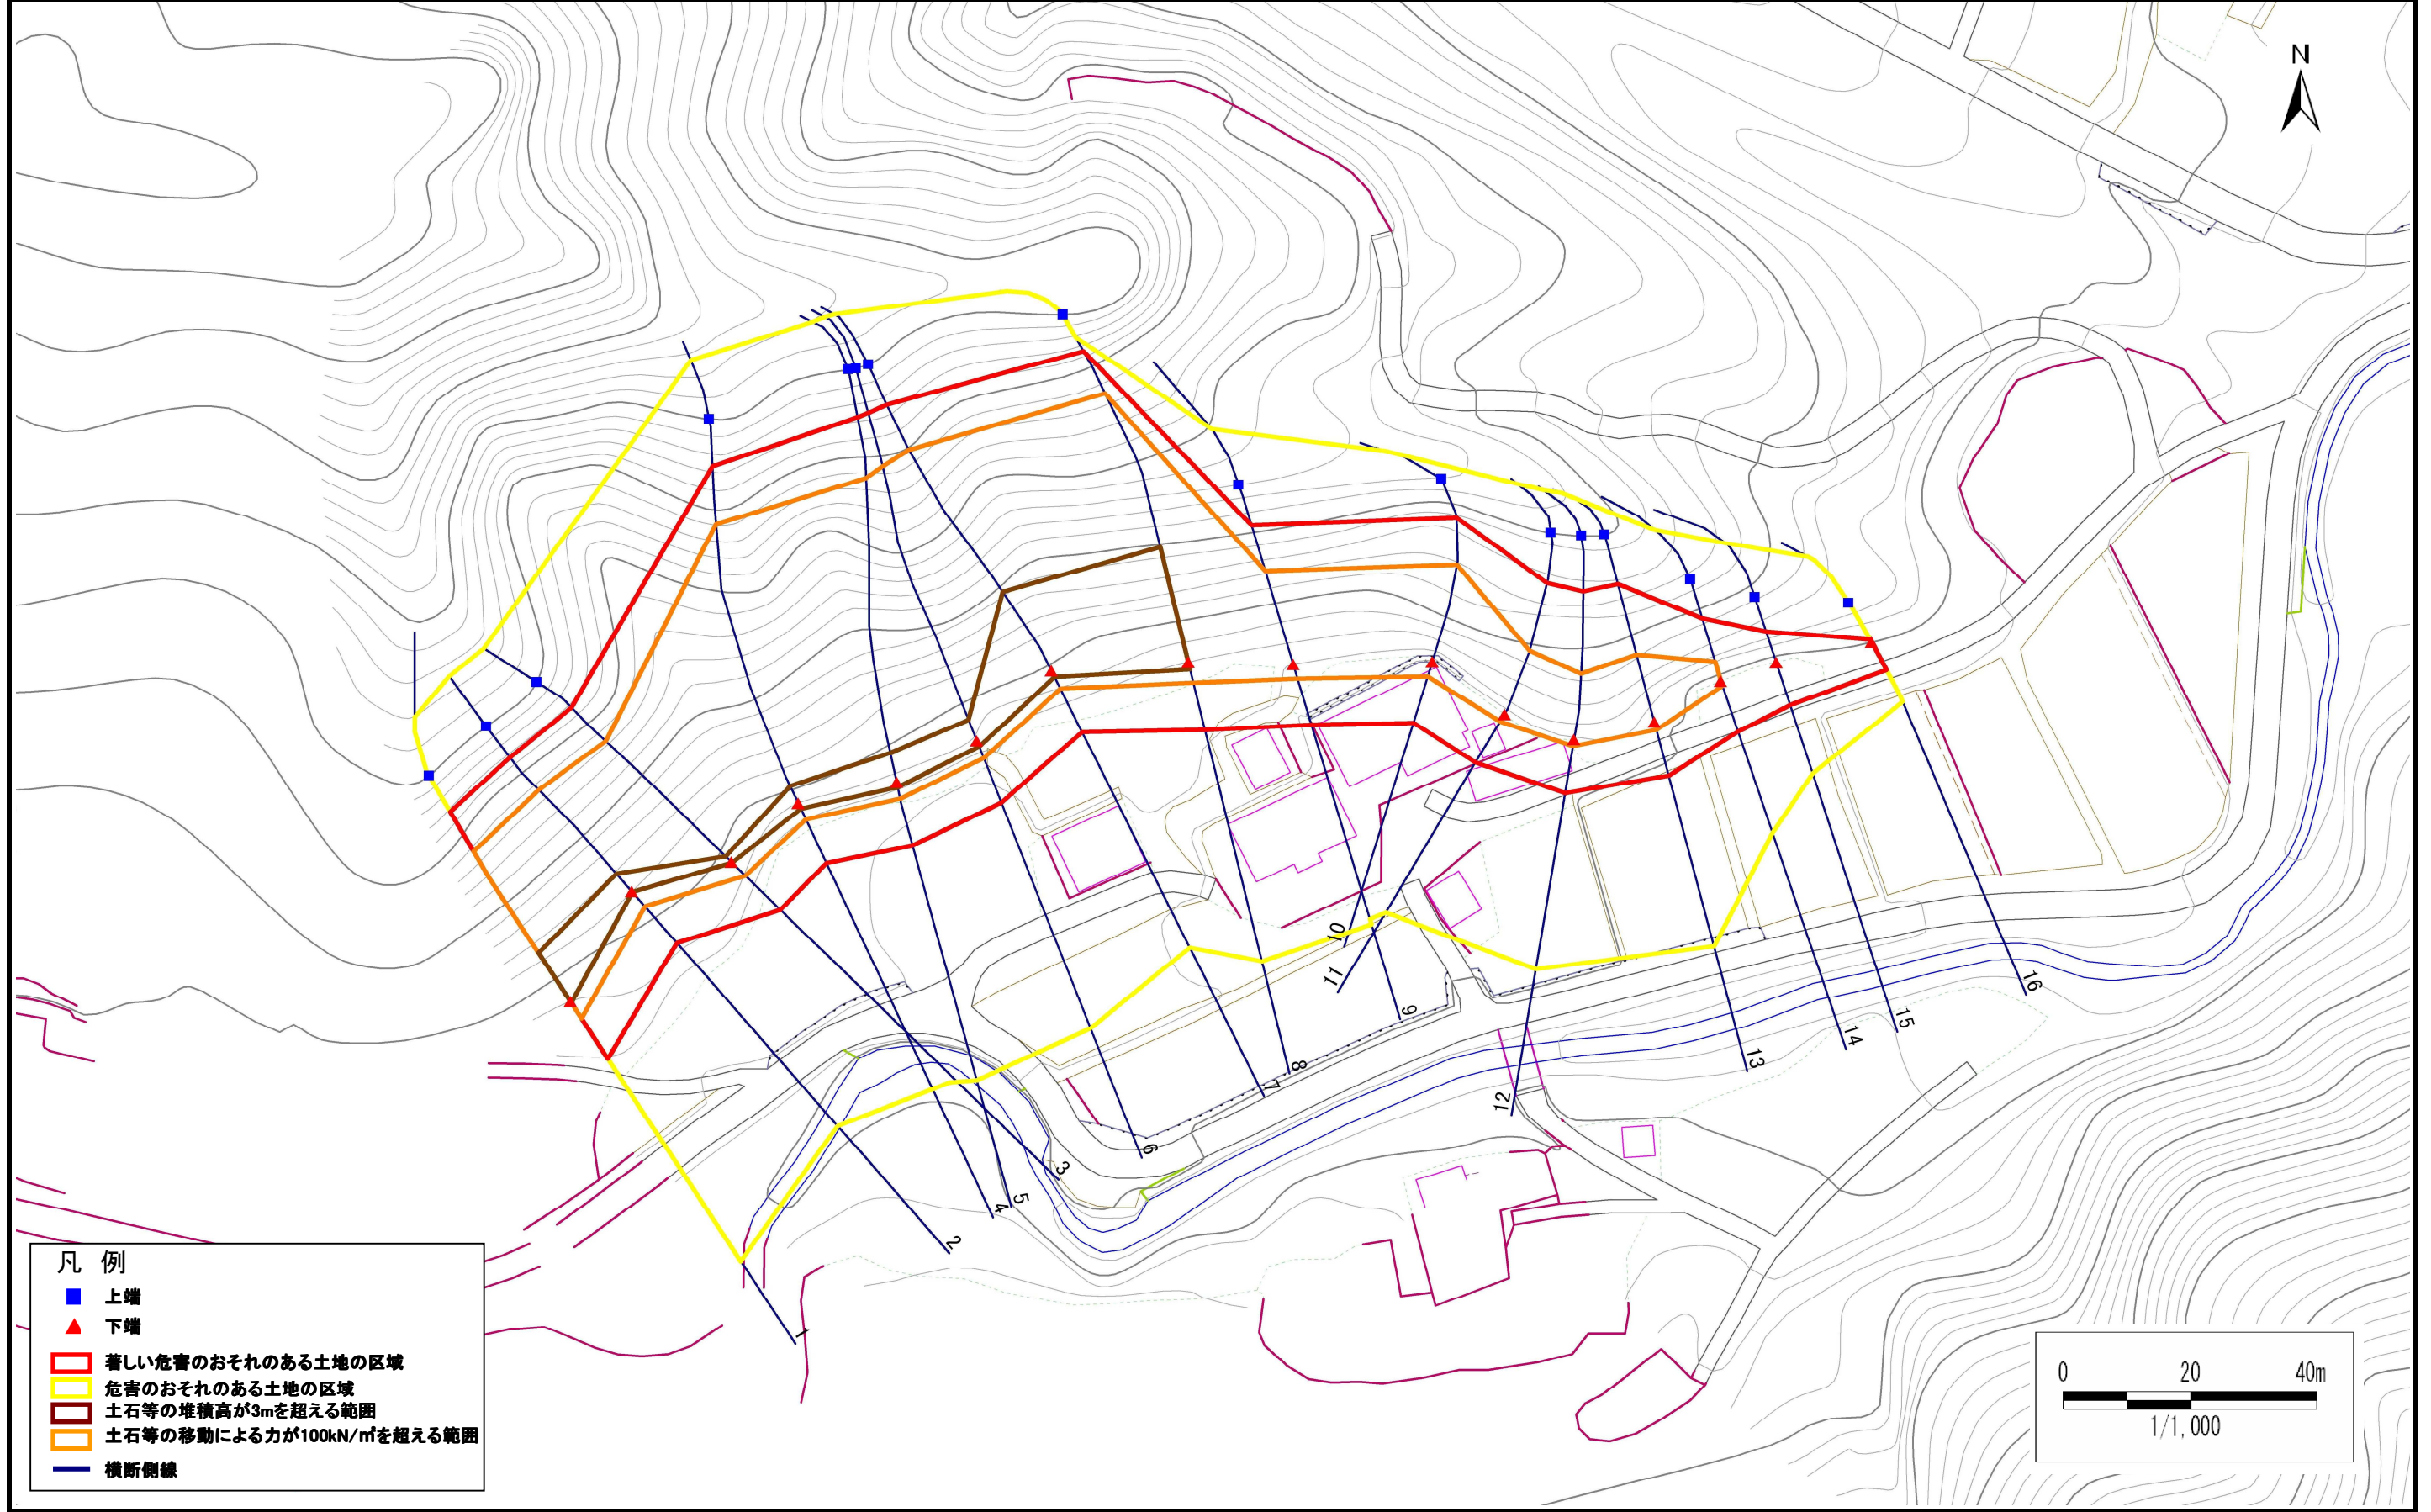 N
10
11
9
8
7
6
3
5
4
2
1
12
13
14
15
16
凡 例
上端
下端
著しい危害のおそれのある土地の区域
危害のおそれのある土地の区域
土石等の堆積高が3mを超える範囲
土石等の移動による力が100kN/㎡を超える範囲
横断側線
0 20 40m
1/1,000